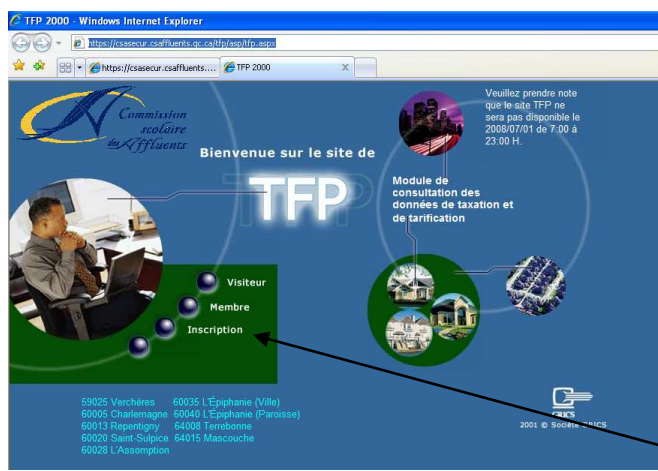 TFP 2000 - Windows Internet Explorer
https://csasecur.csaffluents.qc.ca/tfp/asp/tfp.aspx
https://csasecur.csaffluents....
TFP 2000
x
Commission
scolaire
des Affluents
Bienvenue sur le site de
TFP
Veuillez prendre note
que le site TFP ne
sera pas disponible le
2008/07/01 de 7:00 à
23:00 H.
Module de
consultation des
données de taxation et
de tarification
Visiteur
Membre
Inscription
59025 Verchères 60035 L'Épiphanie (Ville)
60005 Charlemagne 60040 L'Épiphanie (Paroisse)
60013 Repentigny 64008 Terrebonne
60020 Saint-Sulpice 64015 Mascouche
60028 L'Assomption
GRICS
2001 © Société GRICS